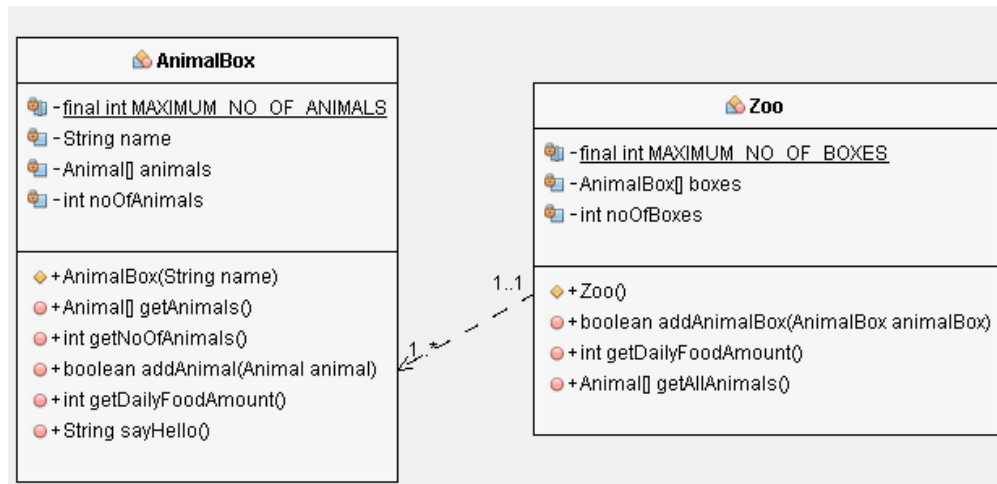 AnimalBox
-final int MAXIMUM_NO_OF_ANIMALS
-String name
-Animal[] animals
-int noOfAnimals
+AnimalBox(String name)
+Animal[] getAnimals()
+int getNoOfAnimals()
+boolean addAnimal(Animal animal)
+int getDailyFoodAmount()
+String sayHello()
1..*
1..1
Zoo
-final int MAXIMUM_NO_OF_BOXES
-AnimalBox[] boxes
-int noOfBoxes
+Zoo()
+boolean addAnimalBox(AnimalBox animalBox)
+int getDailyFoodAmount()
+Animal[] getAllAnimals()